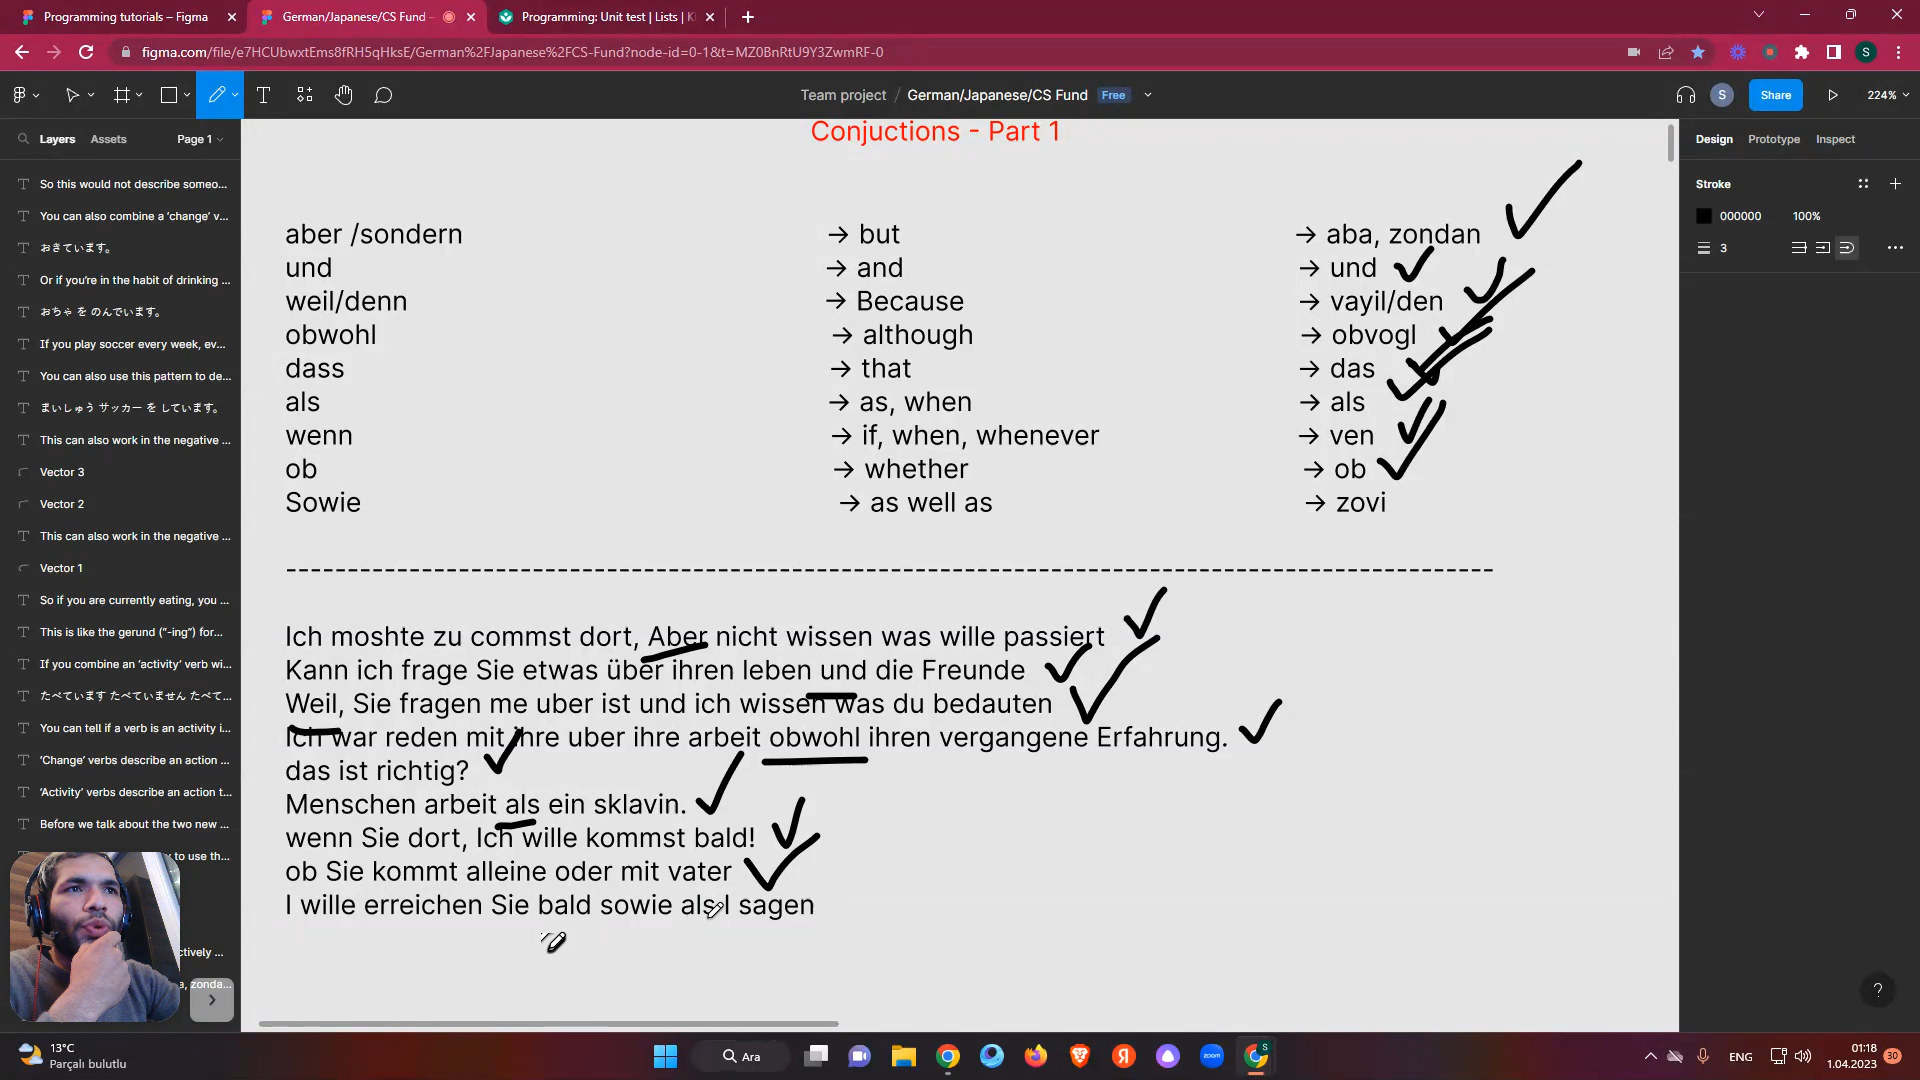 Programming tutorials – Figma
German/Japanese/CS Fund –
Programming: Unit test | Lists | K
figma.com/file/e7HCUbwxtEms8fRH5qHksE/German%2FJapanese%2FCS-Fund?node-id=0-1&t=MZ0BnRtU9Y3ZwmRF-0
S
Team project / German/Japanese/CS Fund Free
S
Share
224%
Layers
Assets
Page 1
Design
Prototype
Inspect
Stroke
000000 100%
3
So this would not describe someo...
You can also combine a ‘change’ v...
おきています。
Or if you’re in the habit of drinking ...
おちゃ を のんでいます。
If you play soccer every week, ev...
You can also use this pattern to de...
まいしゅう サッカー を しています。
This can also work in the negative ...
Vector 3
Vector 2
This can also work in the negative ...
Vector 1
So if you are currently eating, you ...
This is like the gerund (“-ing”) for...
If you combine an ‘activity’ verb wi...
たべています たべていません たべて...
You can tell if a verb is an activity i...
‘Change’ verbs describe an action ...
‘Activity’ verbs describe an action t...
Before we talk about the two new ...
y to use th...
ctively ...
a, zonda...
Conjuctions - Part 1
aber /sondern → but → aba, zondan
und → and → und
weil/denn → Because → vayil/den
obwohl → although → obvogl
dass → that → das
als → as, when → als
wenn → if, when, whenever → ven
ob → whether → ob
Sowie → as well as → zovi
Ich moshte zu commst dort, Aber nicht wissen was wille passiert
Kann ich frage Sie etwas über ihren leben und die Freunde
Weil, Sie fragen me uber ist und ich wissen was du bedauten
Ich war reden mit ihre uber ihre arbeit obwohl ihren vergangene Erfahrung.
das ist richtig?
Menschen arbeit als ein sklavin.
wenn Sie dort, Ich wille kommst bald!
ob Sie kommt alleine oder mit vater
I wille erreichen Sie bald sowie als I sagen
?
13°C
Parçalı bulutlu
Ara
zoom
S
ENG
01:18
1.04.2023
30